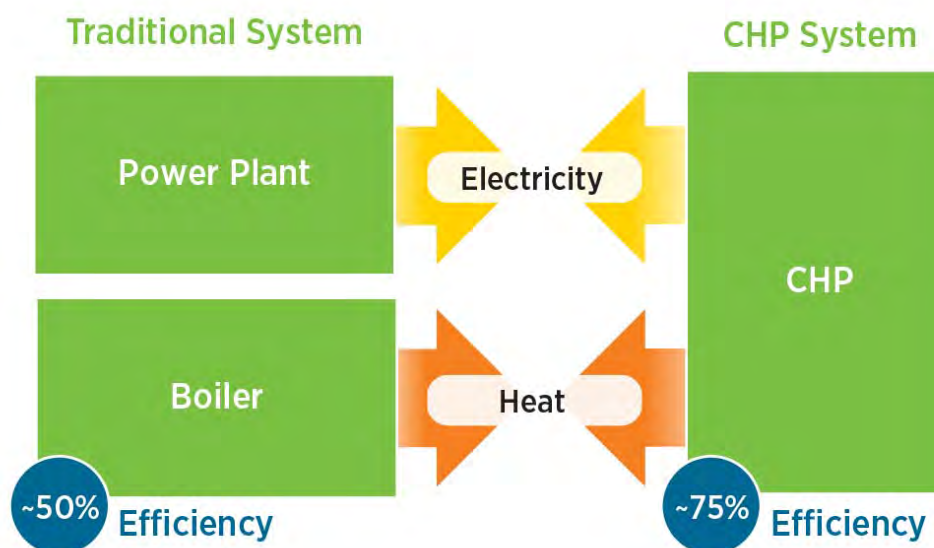 Traditional System
CHP System
Power Plant
Electricity
CHP
Boiler
Heat
~50% Efficiency
~75% Efficiency